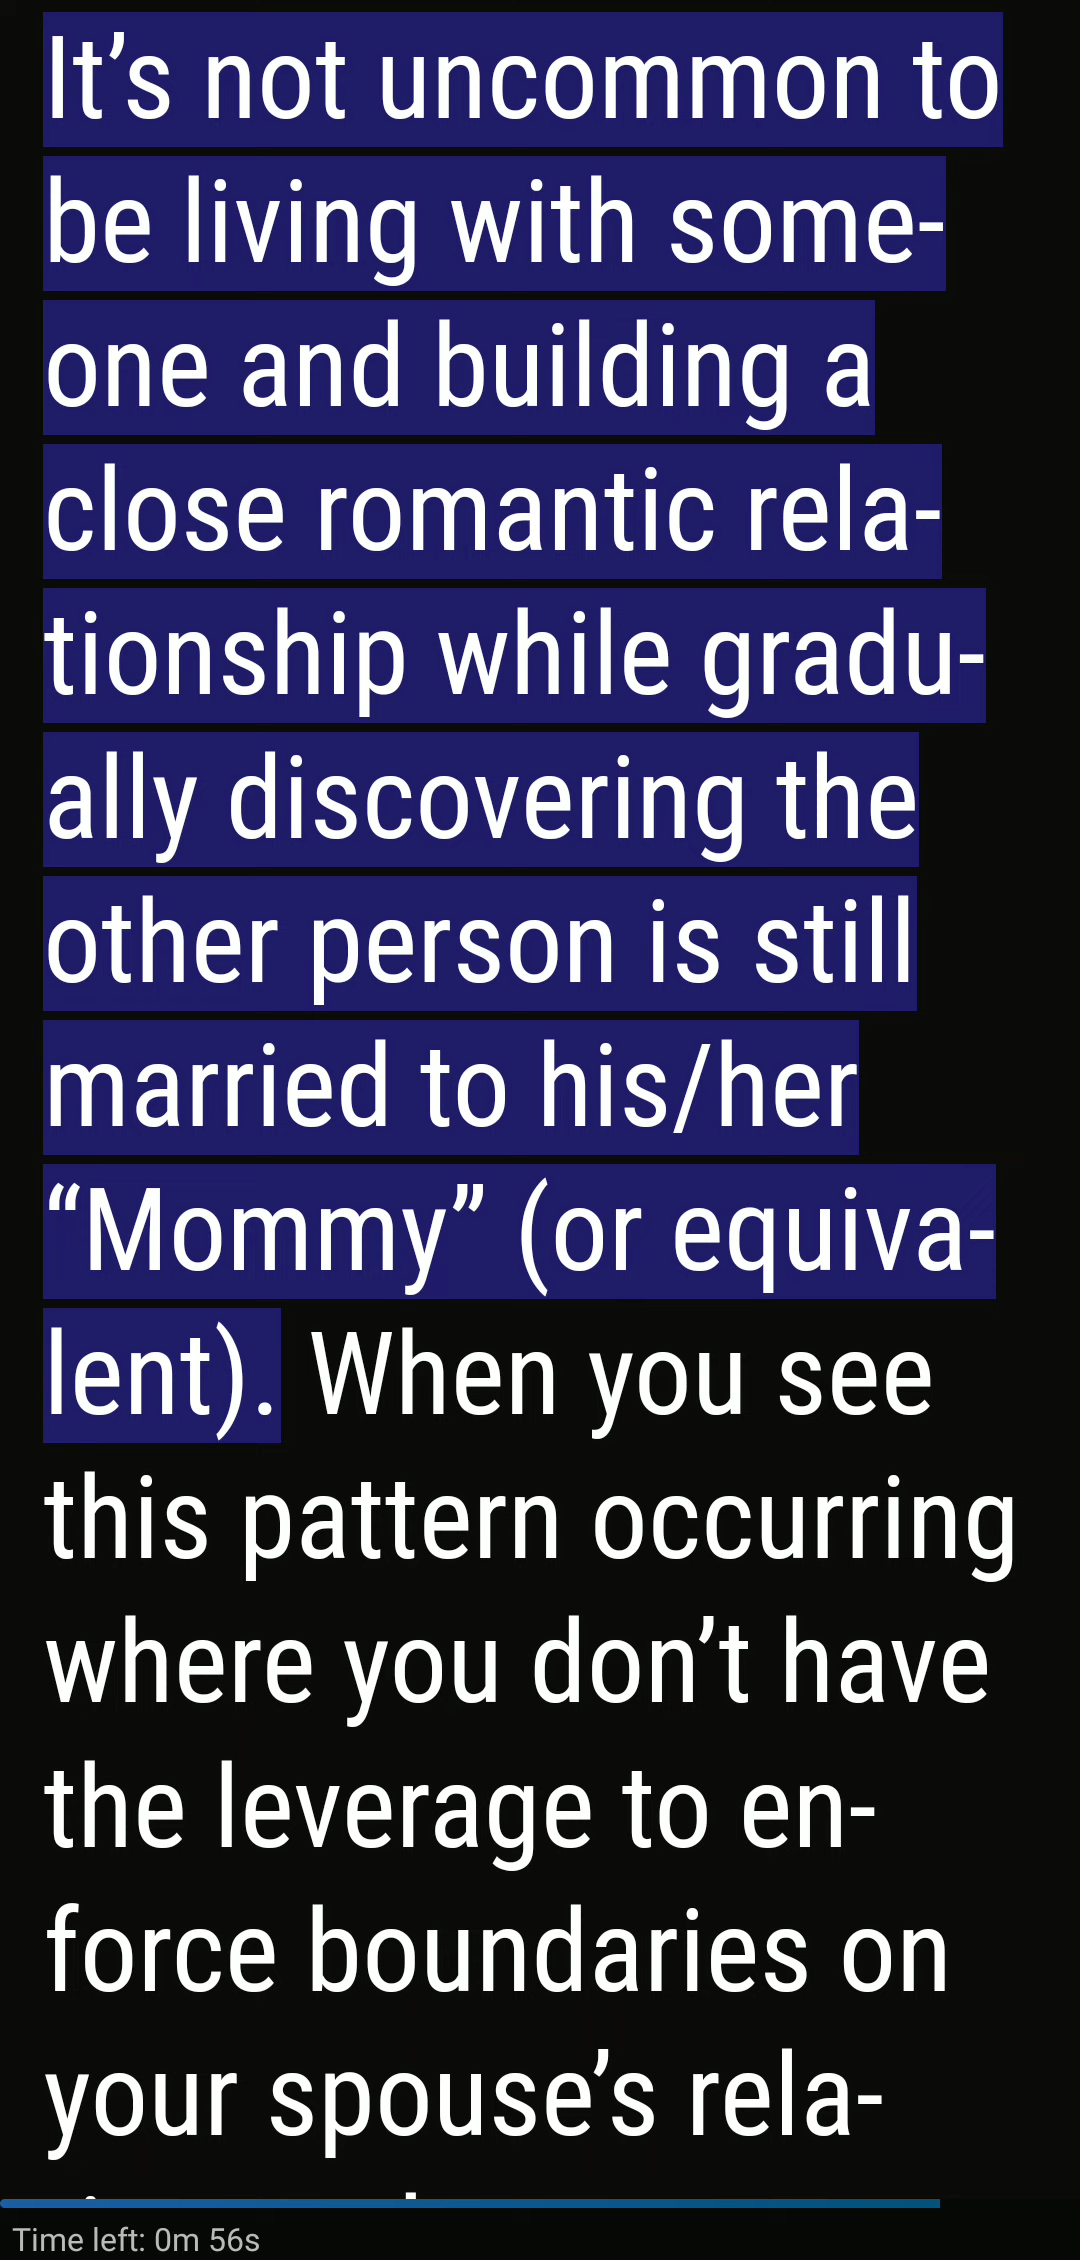 It’s not uncommon to
be living with some-
one and building a
close romantic rela-
tionship while gradu-
ally discovering the
other person is still
married to his/her
“Mommy” (or equiva-
lent). When you see
this pattern occurring
where you don’t have
the leverage to en-
force boundaries on
your spouse’s rela-
Time left: 0m 56s